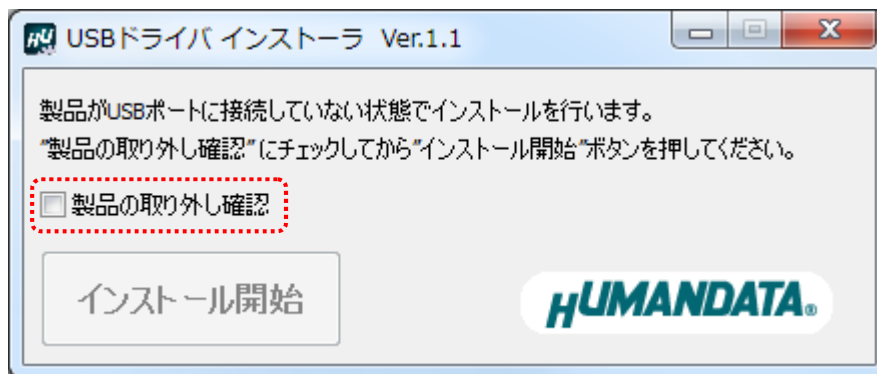 USBドライバ インストーラ Ver.1.1
製品がUSBポートに接続していない状態でインストールを行います。
"製品の取り外し確認"にチェックしてから"インストール開始"ボタンを押してください。
製品の取り外し確認
インストール開始
HUMANDATA®